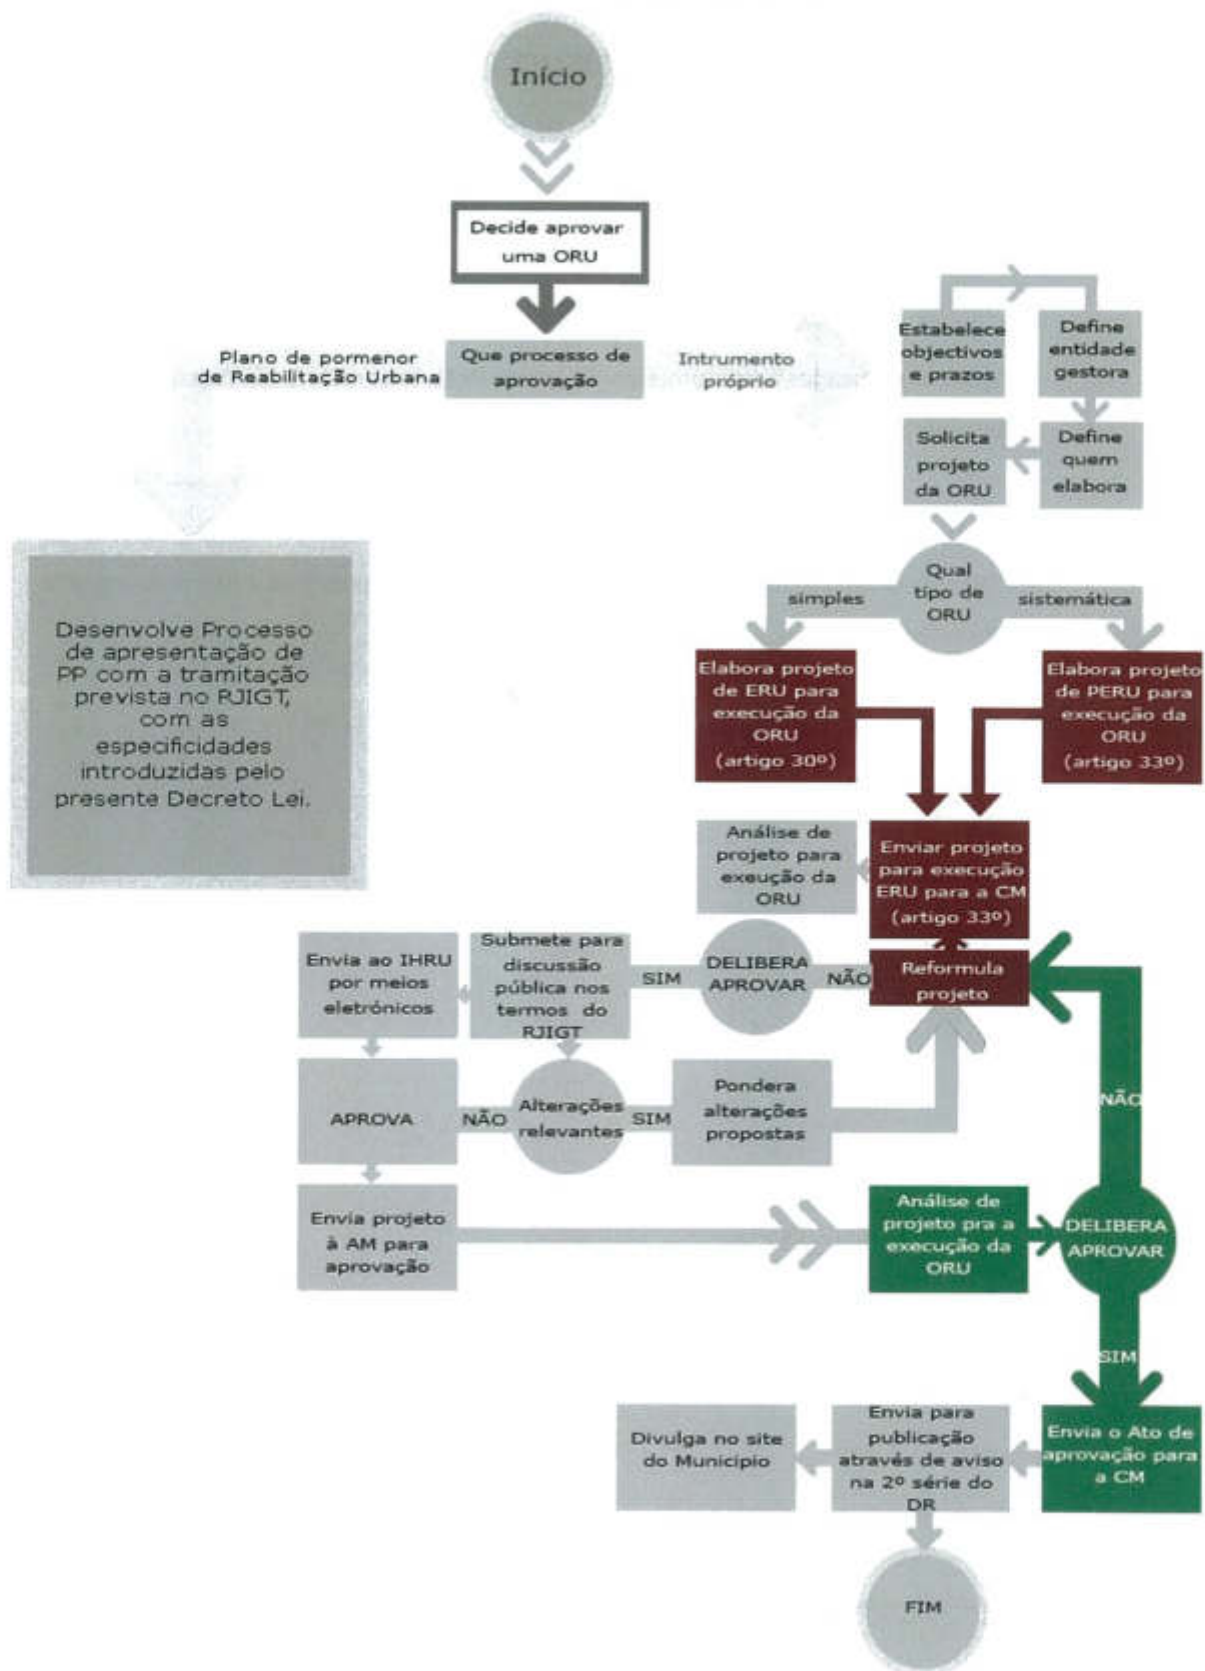 Início
Decide aprovar
uma ORU
Plano de pormenor
de Reabilitação Urbana
Que processo de
aprovação
Intrumento
próprio
Estabelece
objectivos
e prazos
Define
entidade
gestora
Solicita
projeto
da ORU
Define
quem
elabora
Qual
tipo de
ORU
simples
sistemática
Desenvolve Processo
de apresentação de
PP com a tramitação
prevista no RJIGT,
com as
especificidades
introduzidas pelo
presente Decreto Lei.
Elabora projeto
de ERU para
execução da
ORU
(artigo 30º)
Elabora projeto
de PERU para
execução da
ORU
(artigo 33º)
Análise de
projeto para
exeução da
ORU
Enviar projeto
para execução
ERU para a CM
(artigo 33º)
Envia ao IHRU
por meios
eletrónicos
Submete para
discussão
pública nos
termos do
RJIGT
SIM
DELIBERA
APROVAR
NÃO
Reformula
projeto
APROVA
NÃO
Alterações
relevantes
SIM
Pondera
alterações
propostas
NÃO
Envia projeto
à AM para
aprovação
Análise de
projeto pra a
execução da
ORU
DELIBERA
APROVAR
SIM
Divulga no site
do Municipio
Envia para
publicação
através de aviso
na 2º série do
DR
Envia o Ato de
aprovação para
a CM
FIM